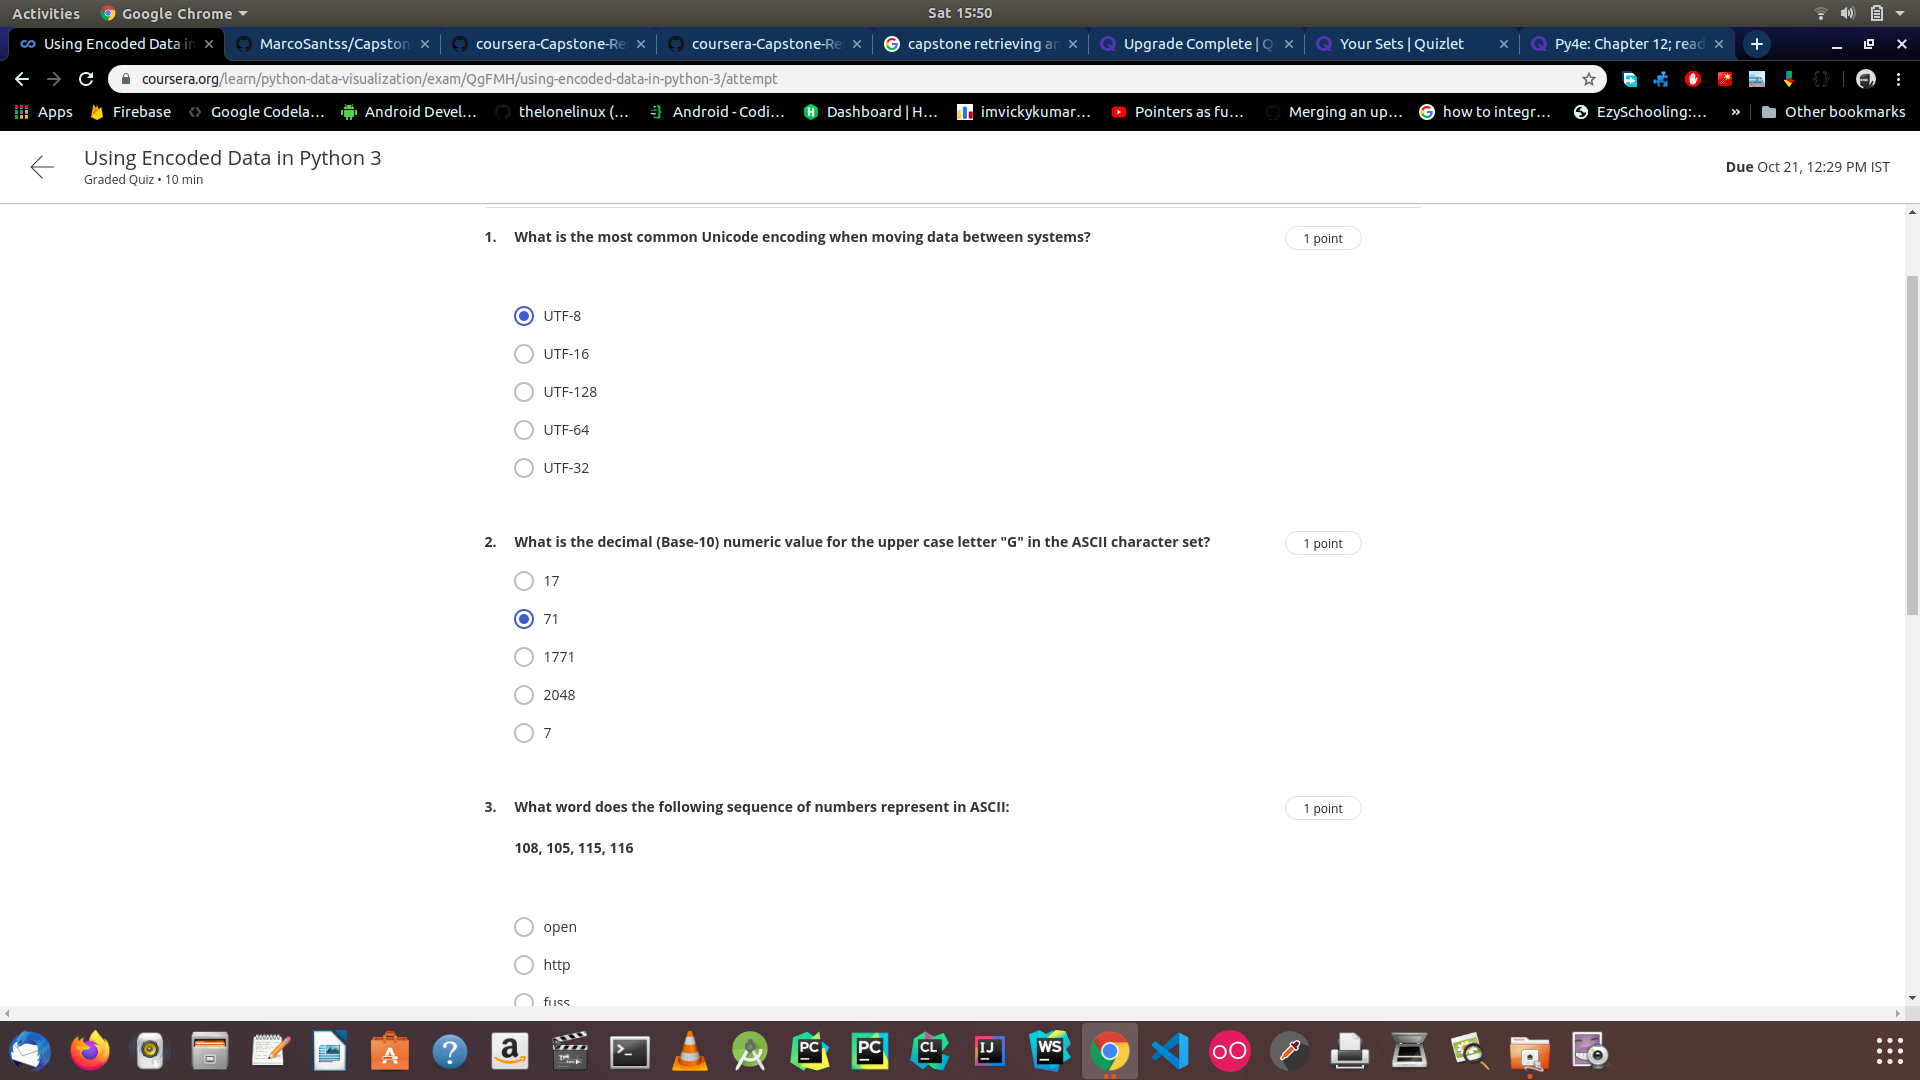 Activities Google Chrome Sat 15:50
Using Encoded Data in MarcoSantss/Capston coursera-Capstone-Re coursera-Capstone-Re capstone retrieving an Upgrade Complete | Q Your Sets | Quizlet Py4e: Chapter 12; read
coursera.org/learn/python-data-visualization/exam/QgFMH/using-encoded-data-in-python-3/attempt
Apps Firebase Google Codela... Android Devel... thelonelinux (... Android - Codi... Dashboard | H... imvickykumar... Pointers as fu... Merging an up... how to integr... EzySchooling:... » Other bookmarks
Using Encoded Data in Python 3
Graded Quiz • 10 min
Due Oct 21, 12:29 PM IST
1. What is the most common Unicode encoding when moving data between systems? 1 point
UTF-8
UTF-16
UTF-128
UTF-64
UTF-32
2. What is the decimal (Base-10) numeric value for the upper case letter "G" in the ASCII character set? 1 point
17
71
1771
2048
7
3. What word does the following sequence of numbers represent in ASCII: 1 point
108, 105, 115, 116
open
http
fuss
PC PC CL IJ WS